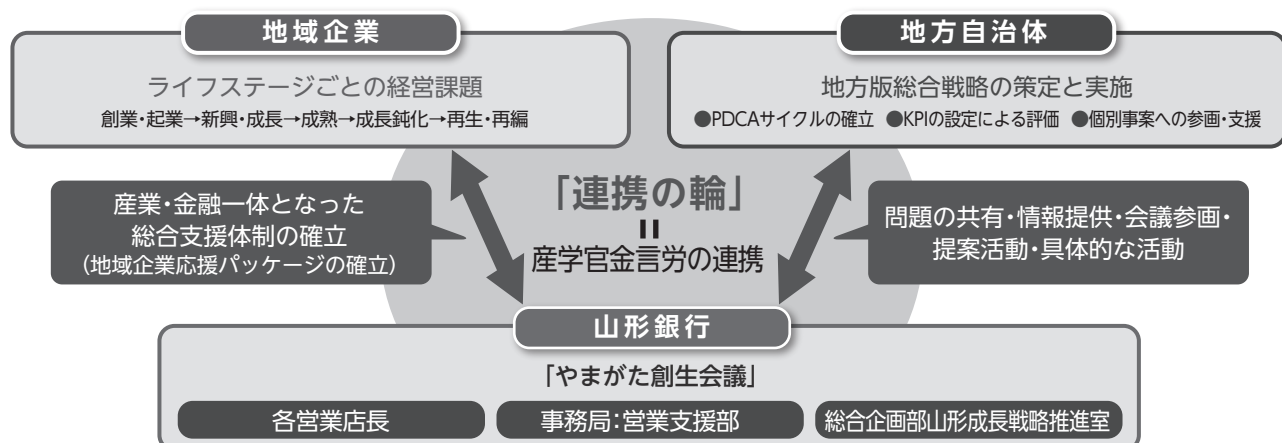 地域企業
ライフステージごとの経営課題
創業・起業→新興・成長→成熟→成長鈍化→再生・再編
地方自治体
地方版総合戦略の策定と実施
●PDCAサイクルの確立 ●KPIの設定による評価 ●個別事案への参画・支援
産業・金融一体となった
総合支援体制の確立
(地域企業応援パッケージの確立)
「連携の輪」
=
産学官金言労の連携
問題の共有・情報提供・会議参画・
提案活動・具体的な活動
山形銀行
「やまがた創生会議」
各営業店長
事務局:営業支援部
総合企画部山形成長戦略推進室